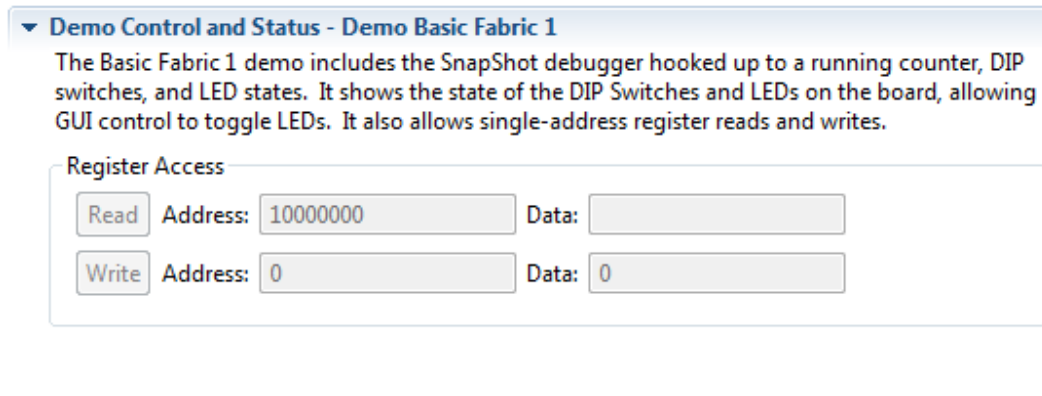 Demo Control and Status - Demo Basic Fabric 1
The Basic Fabric 1 demo includes the SnapShot debugger hooked up to a running counter, DIP
switches, and LED states.  It shows the state of the DIP Switches and LEDs on the board, allowing
GUI control to toggle LEDs.  It also allows single-address register reads and writes.
Register Access
Read Address: 10000000 Data:
Write Address: 0 Data: 0